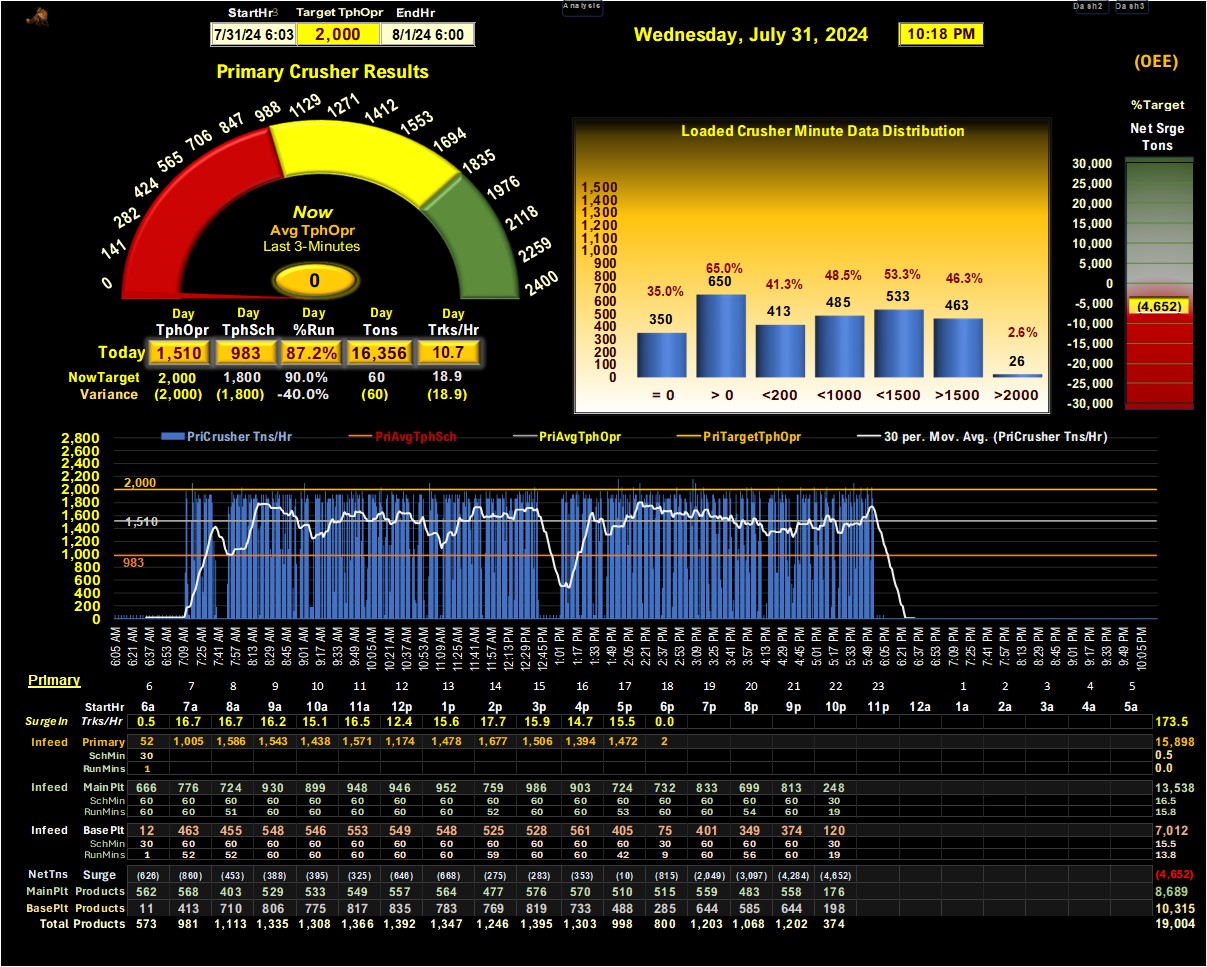 StartHr3 Target TphOpr EndHr
7/31/24 6:03 2,000 8/1/24 6:00
Analysis
Wednesday, July 31, 2024 10:18 PM
Dash2 Dash3
(OEE)
%Target
Net Srge
Tons
30,000
25,000
20,000
15,000
10,000
5,000
0
-5,000
(4,652)
-10,000
-15,000
-20,000
-25,000
-30,000
Primary Crusher Results
0 141 282 424 565 706 847 988 1129 1271 1412 1553 1694 1835 1976 2118 2259 2400
Now
Avg TphOpr
Last 3-Minutes
0
Day Day Day Day Day
TphOpr TphSch %Run Tons Trks/Hr
Today 1,510 983 87.2% 16,356 10.7
NowTarget 2,000 1,800 90.0% 60 18.9
Variance (2,000) (1,800) -40.0% (60) (18.9)
Loaded Crusher Minute Data Distribution
1,500
1,400
1,300
1,200
1,100
1,000
900
800
700
600
500
400
300
200
100
0
35.0% 65.0% 41.3% 48.5% 53.3% 46.3% 2.6%
350 650 413 485 533 463 26
= 0 > 0 <200 <1000 <1500 >1500 >2000
PriCrusher Tns/Hr PriAvgTphSch PriAvgTphOpr PriTargetTphOpr 30 per. Mov. Avg. (PriCrusher Tns/Hr)
2,800
2,600
2,400
2,200
2,000
1,800
1,600
1,400
1,200
1,000
800
600
400
200
0
2,000
1,510
983
6:05 AM 6:21 AM 6:37 AM 6:53 AM 7:09 AM 7:25 AM 7:41 AM 7:57 AM 8:13 AM 8:29 AM 8:45 AM 9:01 AM 9:17 AM 9:33 AM 9:49 AM 10:05 AM 10:21 AM 10:37 AM 10:53 AM 11:09 AM 11:25 AM 11:41 AM 11:57 AM 12:13 PM 12:29 PM 12:45 PM 1:01 PM 1:17 PM 1:33 PM 1:49 PM 2:05 PM 2:21 PM 2:37 PM 2:53 PM 3:09 PM 3:25 PM 3:41 PM 3:57 PM 4:13 PM 4:29 PM 4:45 PM 5:01 PM 5:17 PM 5:33 PM 5:49 PM 6:05 PM 6:21 PM 6:37 PM 6:53 PM 7:09 PM 7:25 PM 7:41 PM 7:57 PM 8:13 PM 8:29 PM 8:45 PM 9:01 PM 9:17 PM 9:33 PM 9:49 PM 10:05 PM
Primary 6 7 8 9 10 11 12 13 14 15 16 17 18 19 20 21 22 23 1 2 3 4 5
StartHr 6a 7a 8a 9a 10a 11a 12p 1p 2p 3p 4p 5p 6p 7p 8p 9p 10p 11p 12a 1a 2a 3a 4a 5a
SurgeIn Trks/Hr 0.5 16.7 16.7 16.2 15.1 16.5 12.4 15.6 17.7 15.9 14.7 15.5 0.0 173.5
Infeed Primary 52 1,005 1,586 1,543 1,438 1,571 1,174 1,478 1,677 1,506 1,394 1,472 2 15,898
SchMin 30 0.5
RunMins 1 0.0
Infeed MainPlt 666 776 724 930 899 948 946 952 759 986 903 724 732 833 699 813 248 13,538
SchMin 60 60 60 60 60 60 60 60 60 60 60 60 60 60 60 60 30 16.5
RunMins 60 60 51 60 60 60 60 60 52 60 60 53 60 60 54 60 19 15.8
Infeed BasePlt 12 463 455 548 546 553 549 548 525 528 561 405 75 401 349 374 120 7,012
SchMin 30 60 60 60 60 60 60 60 60 60 60 60 30 60 60 60 30 15.5
RunMins 1 52 52 60 60 60 60 60 59 60 60 42 9 60 56 60 19 13.8
NetTns Surge (626) (860) (453) (388) (395) (325) (646) (668) (275) (283) (353) (10) (815) (2,049) (3,097) (4,284) (4,652) (4,652)
MainPlt Products 562 568 403 529 533 549 557 564 477 576 570 510 515 559 483 558 176 8,689
BasePlt Products 11 413 710 806 775 817 835 783 769 819 733 488 285 644 585 644 198 10,315
Total Products 573 981 1,113 1,335 1,308 1,366 1,392 1,347 1,246 1,395 1,303 998 800 1,203 1,068 1,202 374 19,004